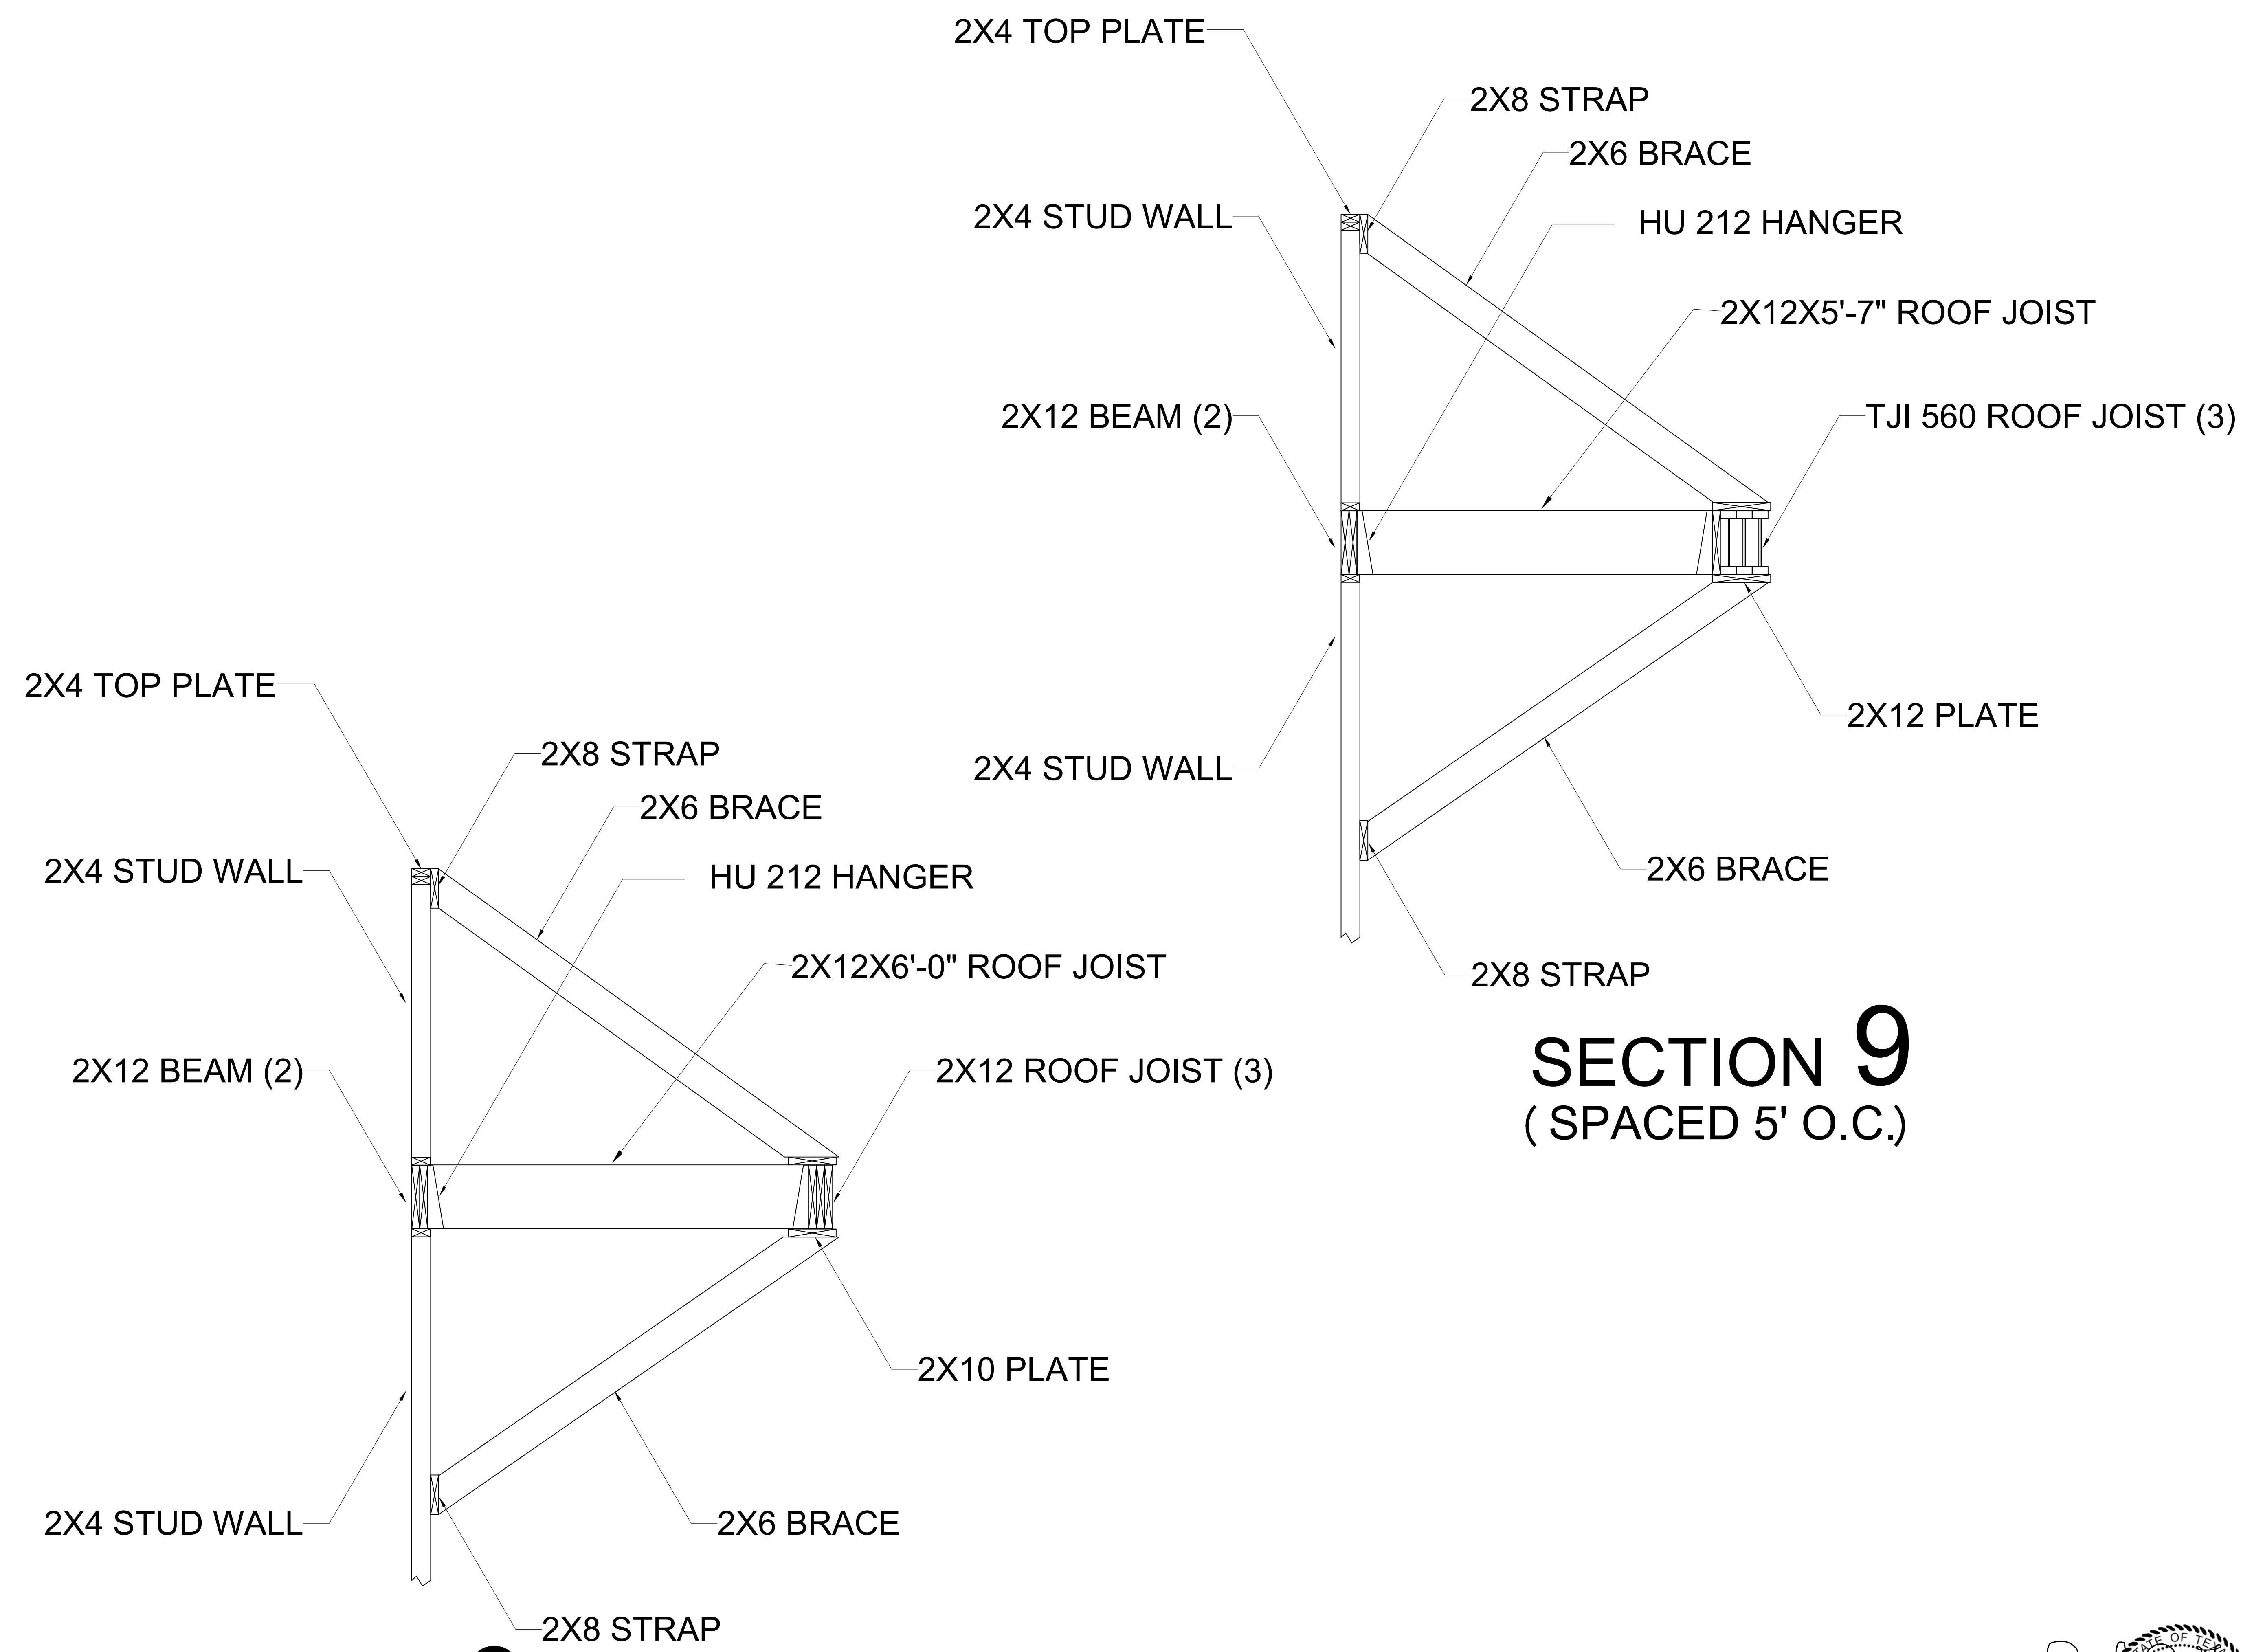 2X4 TOP PLATE
2X8 STRAP
2X6 BRACE
2X4 STUD WALL
HU 212 HANGER
2X12X5'-7" ROOF JOIST
2X12 BEAM (2)
TJI 560 ROOF JOIST (3)
2X12 PLATE
2X4 STUD WALL
2X6 BRACE
2X8 STRAP
SECTION 9
( SPACED 5' O.C.)
2X4 TOP PLATE
2X8 STRAP
2X6 BRACE
2X4 STUD WALL
HU 212 HANGER
2X12X6'-0" ROOF JOIST
2X12 BEAM (2)
2X12 ROOF JOIST (3)
2X10 PLATE
2X4 STUD WALL
2X6 BRACE
2X8 STRAP
STATE OF